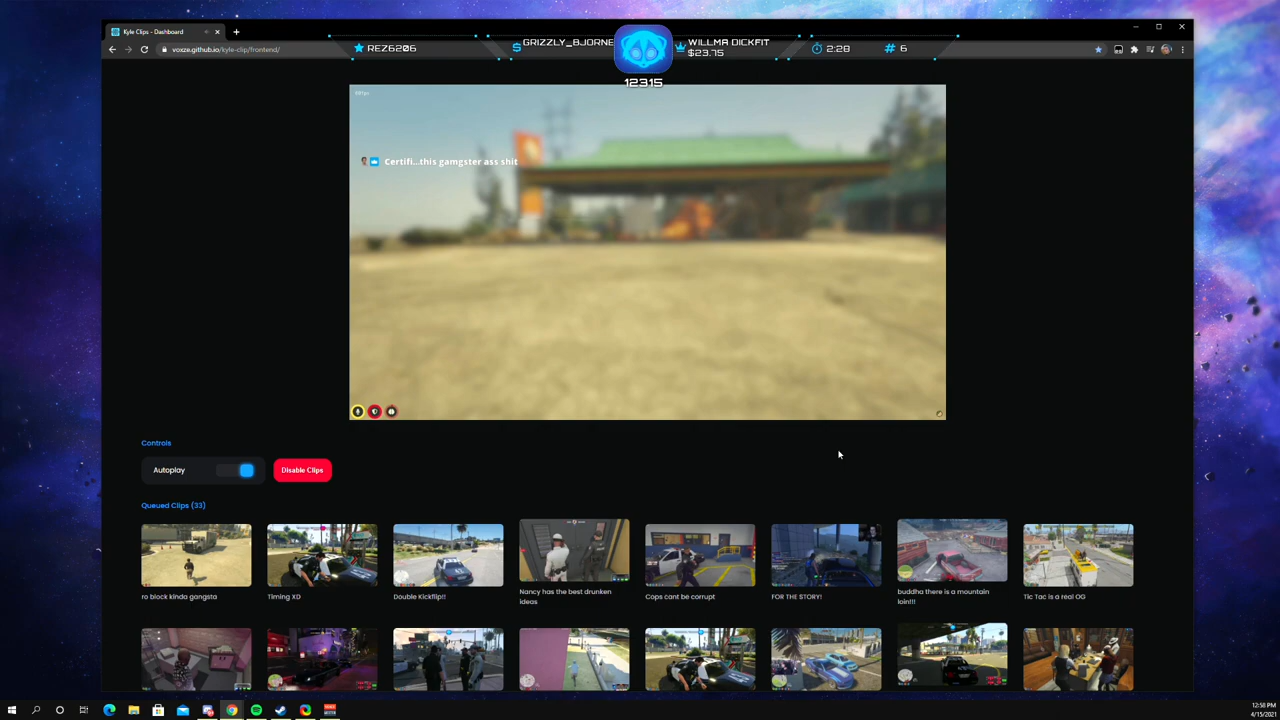 Kyle Clips - Dashboard
voxze.github.io/kyle-clip/frontend/
REZ6206
GRIZZLY_BJORNE
WILLMA DICKFIT
$23.75
2:28
# 6
12315
Certifi...this gamgster ass shit
Controls
Autoplay
Disable Clips
Queued Clips (33)
ro block kinda gangsta
Timing XD
Double Kickflip!!
Nancy has the best drunken
ideas
Cops cant be corrupt
FOR THE STORY!
buddha there is a mountain
loin!!!
Tic Tac is a real OG
12:58 PM
4/15/2021